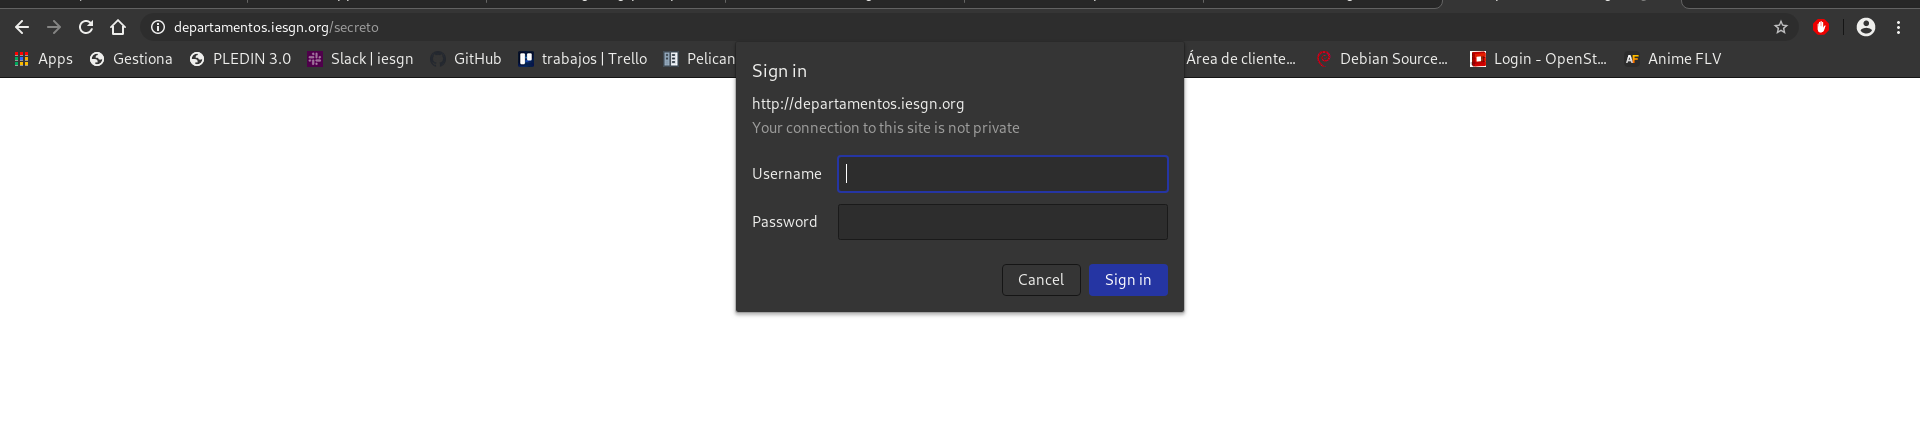 departamentos.iesgn.org/secreto
Apps Gestiona PLEDIN 3.0 Slack | iesgn GitHub trabajos | Trello Pelican Área de cliente... Debian Source... Login - OpenSt... AF Anime FLV
Sign in
http://departamentos.iesgn.org
Your connection to this site is not private
Username
Password
Cancel Sign in